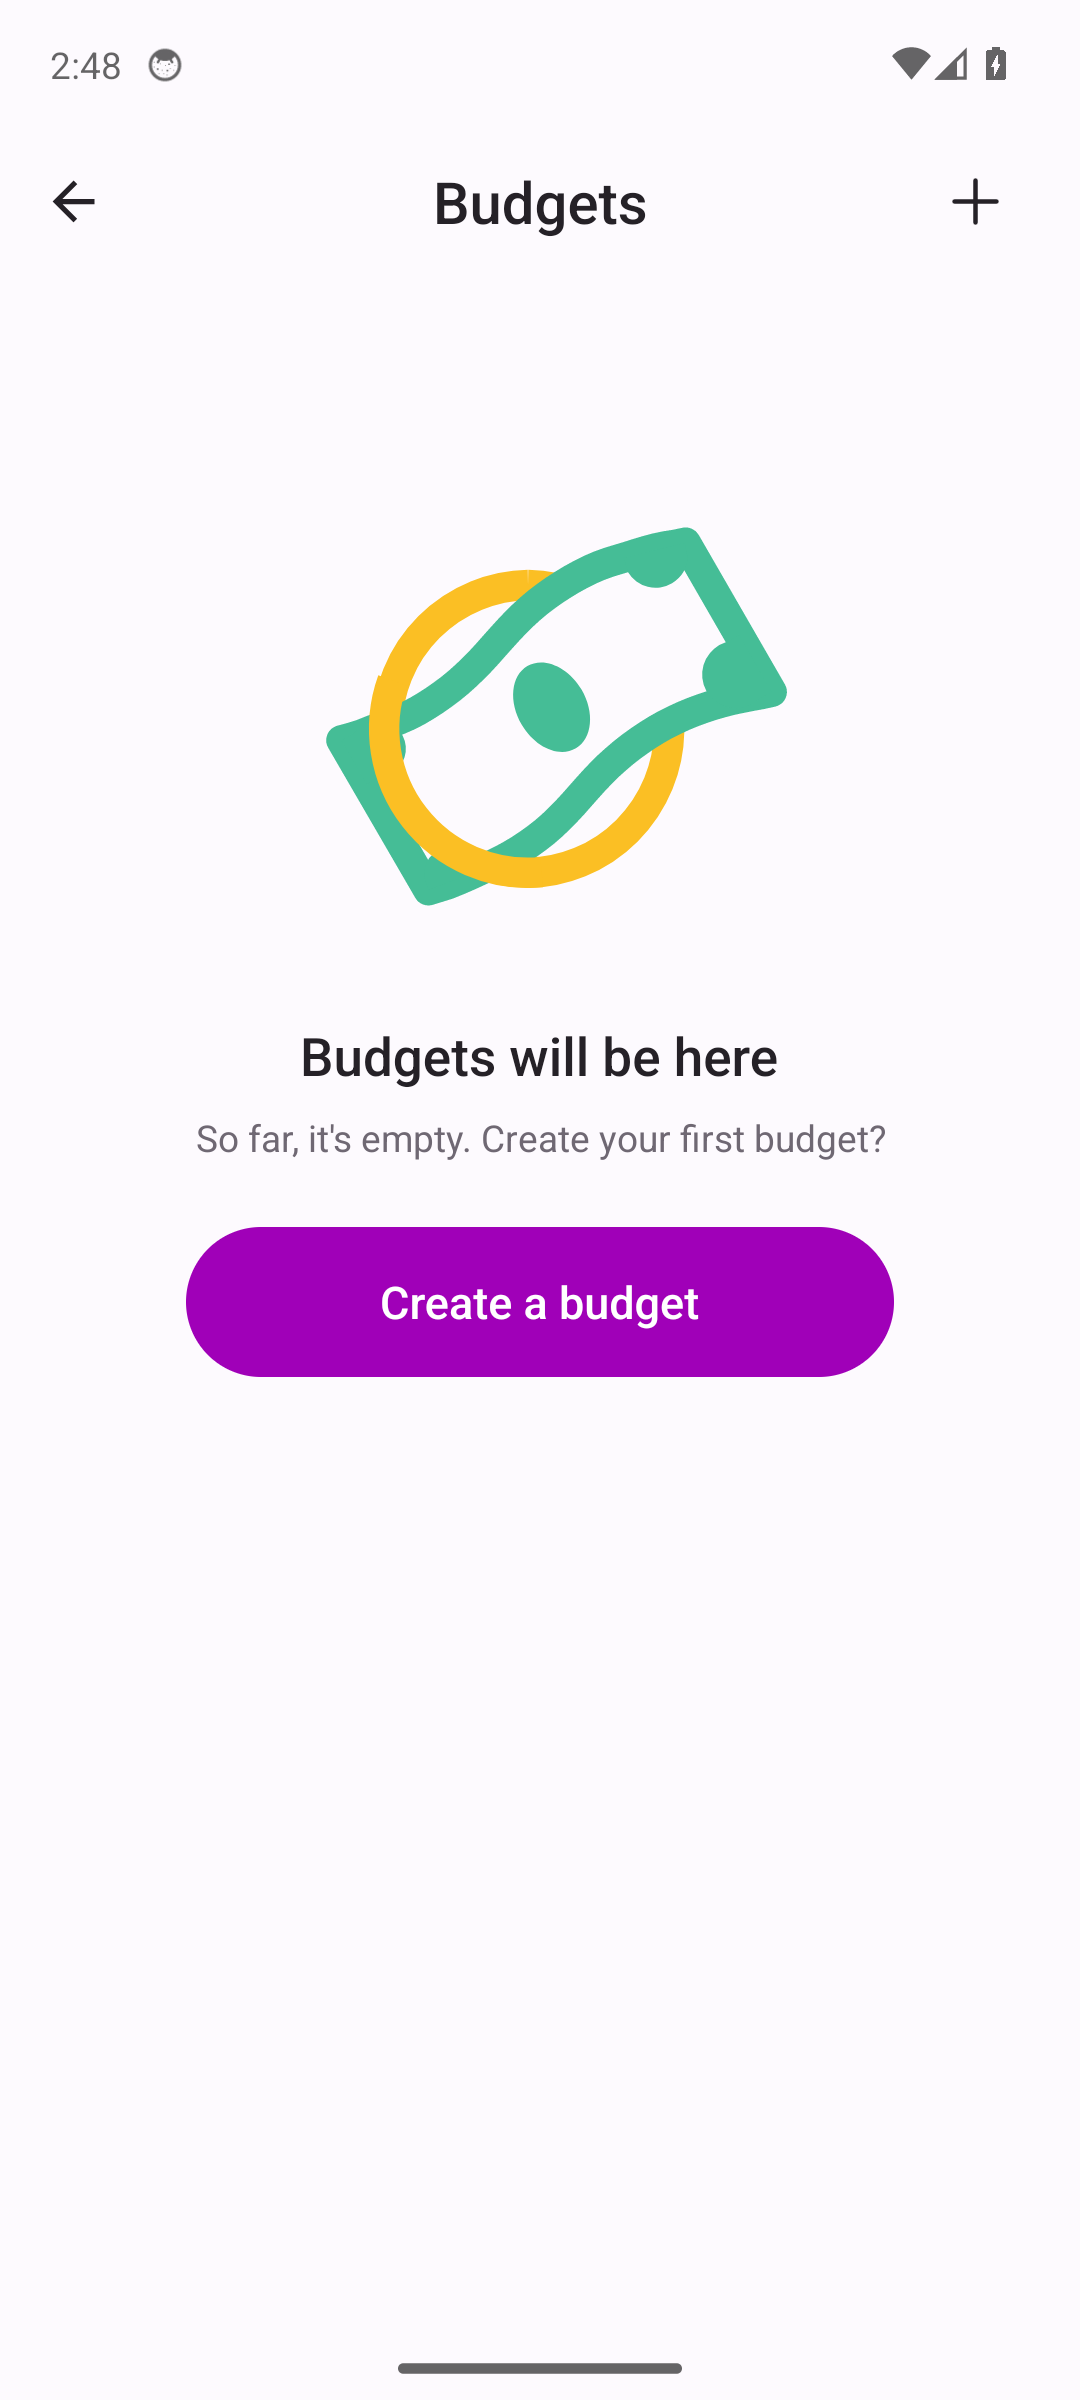 2:48
Budgets
Budgets will be here
So far, it's empty. Create your first budget?
Create a budget